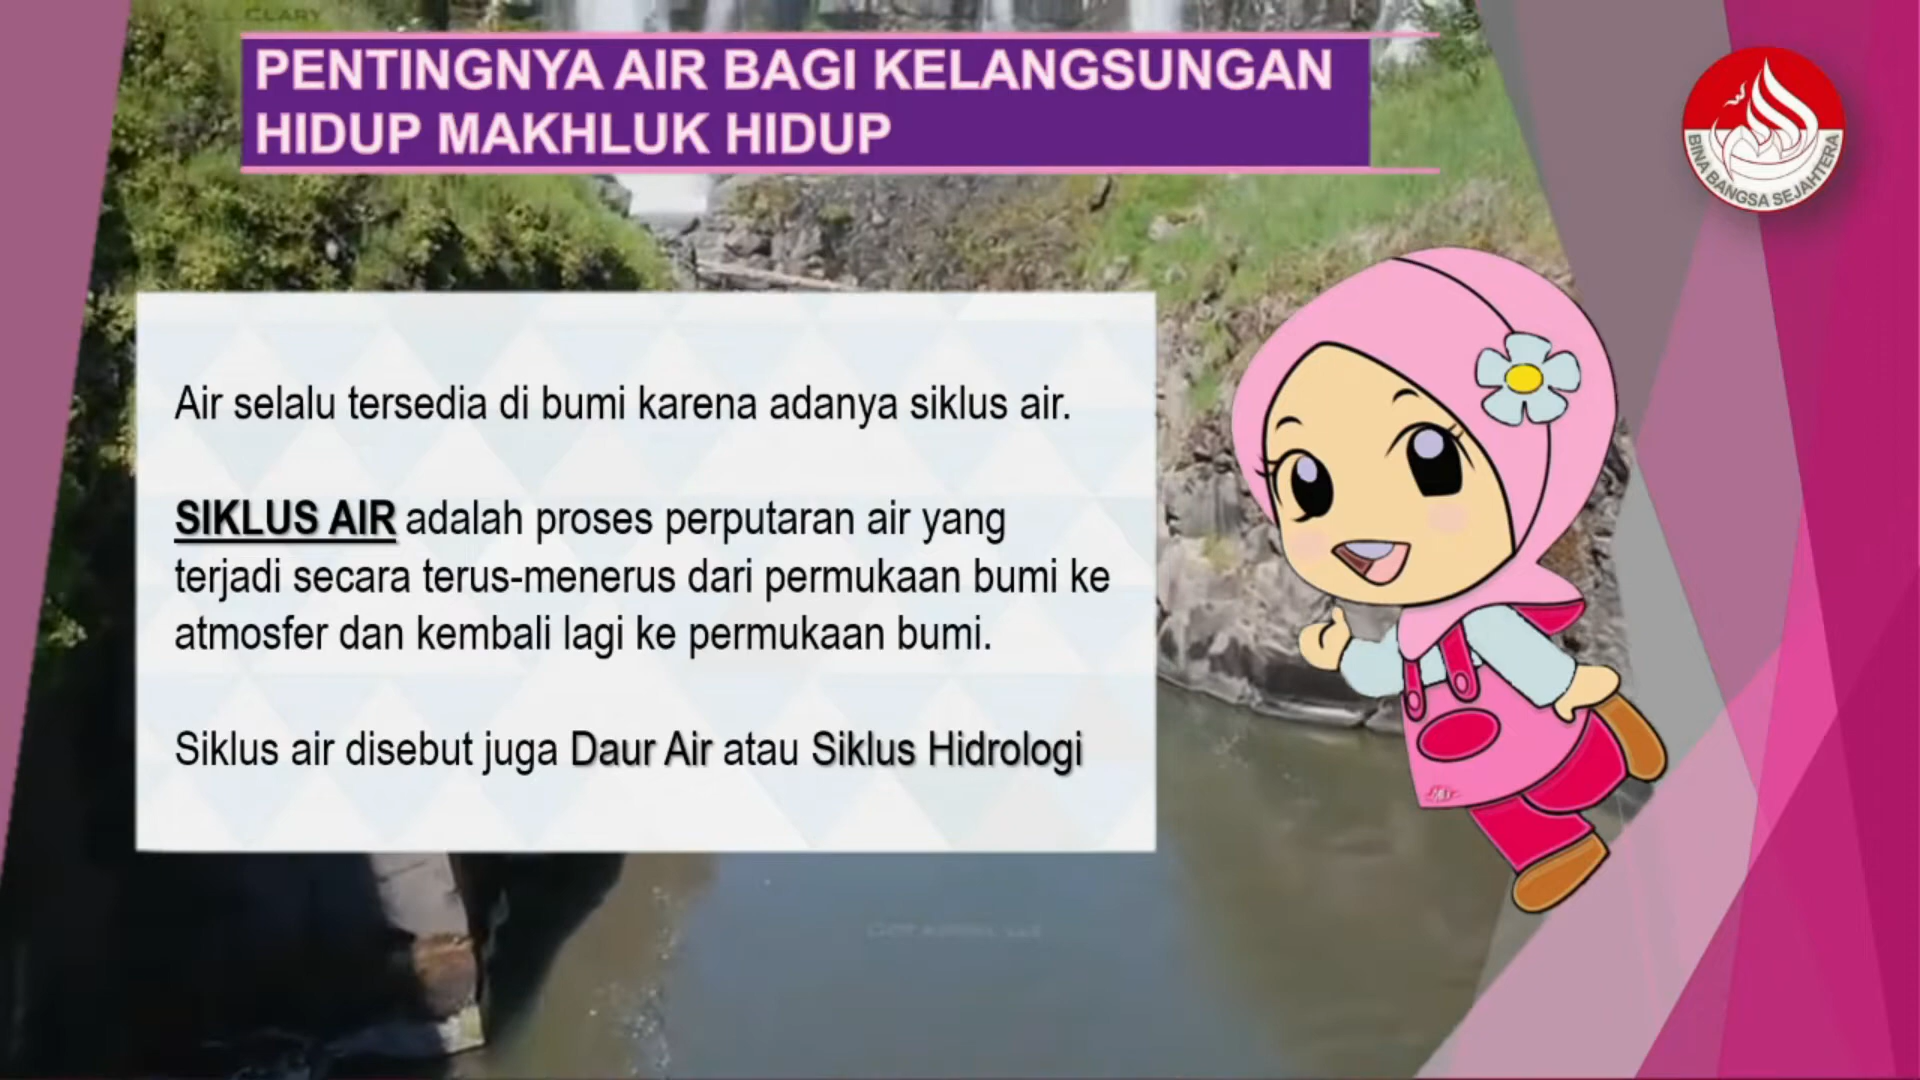 PENTINGNYA AIR BAGI KELANGSUNGAN
HIDUP MAKHLUK HIDUP
BINA BANGSA SEJAHTERA
Air selalu tersedia di bumi karena adanya siklus air.
SIKLUS AIR adalah proses perputaran air yang
terjadi secara terus-menerus dari permukaan bumi ke
atmosfer dan kembali lagi ke permukaan bumi.
Siklus air disebut juga Daur Air atau Siklus Hidrologi